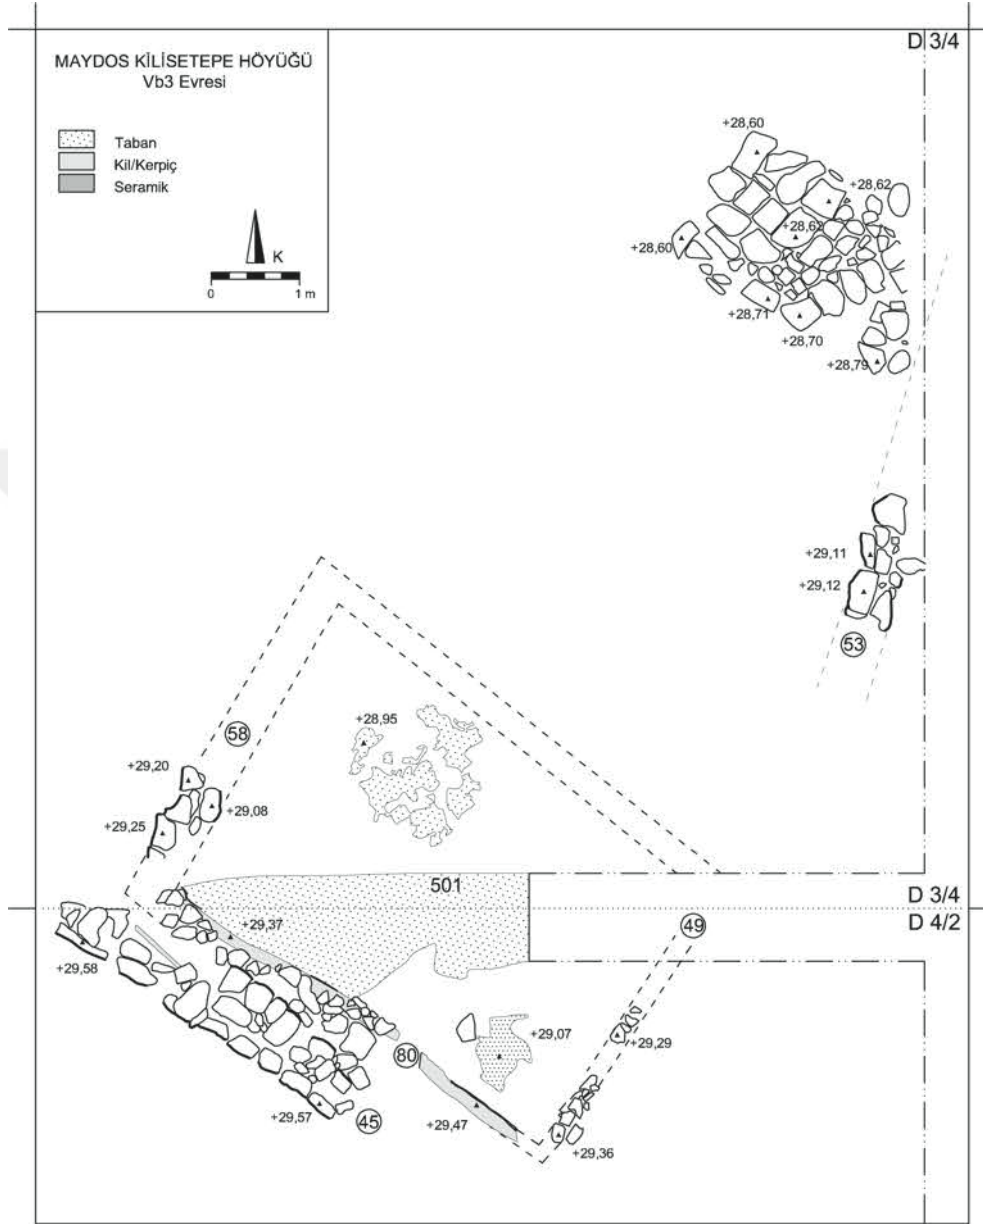 MAYDOS KİLİSETEPE HÖYÜĞÜ
Vb3 Evresi
Taban
Kil/Kerpiç
Seramik
K
0 1 m
D 3/4
+28,60
+28,62
+28,62
+28,60
+28,71
+28,70
+28,79
+29,11
+29,12
53
+28,95
58
+29,20
+29,08
+29,25
501
D 3/4
D 4/2
+29,37
49
+29,58
+29,07
+29,29
80
+29,57
45
+29,47
+29,36